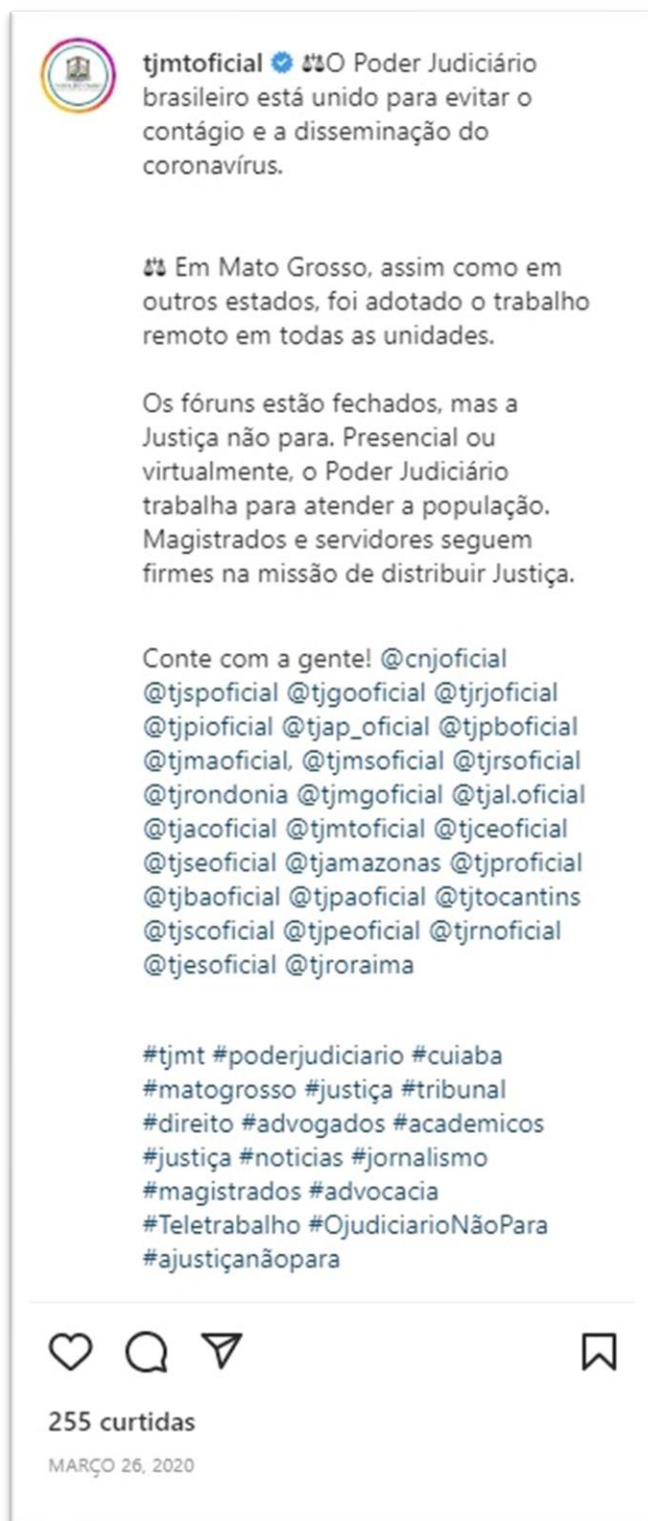 tjmtoficial ⚖⚖O Poder Judiciário
brasileiro está unido para evitar o
contágio e a disseminação do
coronavírus.
⚖⚖ Em Mato Grosso, assim como em
outros estados, foi adotado o trabalho
remoto em todas as unidades.
Os fóruns estão fechados, mas a
Justiça não para. Presencial ou
virtualmente, o Poder Judiciário
trabalha para atender a população.
Magistrados e servidores seguem
firmes na missão de distribuir Justiça.
Conte com a gente! @cnjoficial
@tjspoficial @tjgooficial @tjrjoficial
@tjpioficial @tjap_oficial @tjpboficial
@tjmaoficial, @tjmsoficial @tjrsoficial
@tjrondonia @tjmgoficial @tjal.oficial
@tjacoficial @tjmtoficial @tjceoficial
@tjseoficial @tjamazonas @tjproficial
@tjbaoficial @tjpaoficial @tjtocantins
@tjscoficial @tjpeoficial @tjrnoficial
@tjesoficial @tjroraima
#tjmt #poderjudiciario #cuiaba
#matogrosso #justiça #tribunal
#direito #advogados #academicos
#justiça #noticias #jornalismo
#magistrados #advocacia
#Teletrabalho #OjudiciarioNãoPara
#ajustiçanãopara
255 curtidas
MARÇO 26, 2020